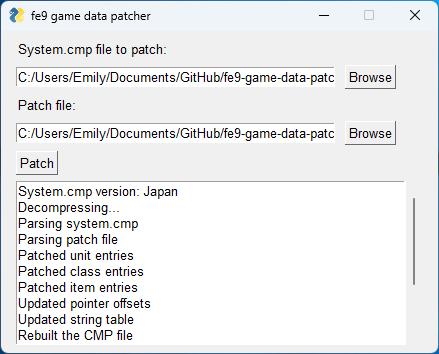 fe9 game data patcher
System.cmp file to patch:
C:/Users/Emily/Documents/GitHub/fe9-game-data-patc
Browse
Patch file:
C:/Users/Emily/Documents/GitHub/fe9-game-data-patc
Browse
Patch
System.cmp version: Japan
Decompressing...
Parsing system.cmp
Parsing patch file
Patched unit entries
Patched class entries
Patched item entries
Updated pointer offsets
Updated string table
Rebuilt the CMP file